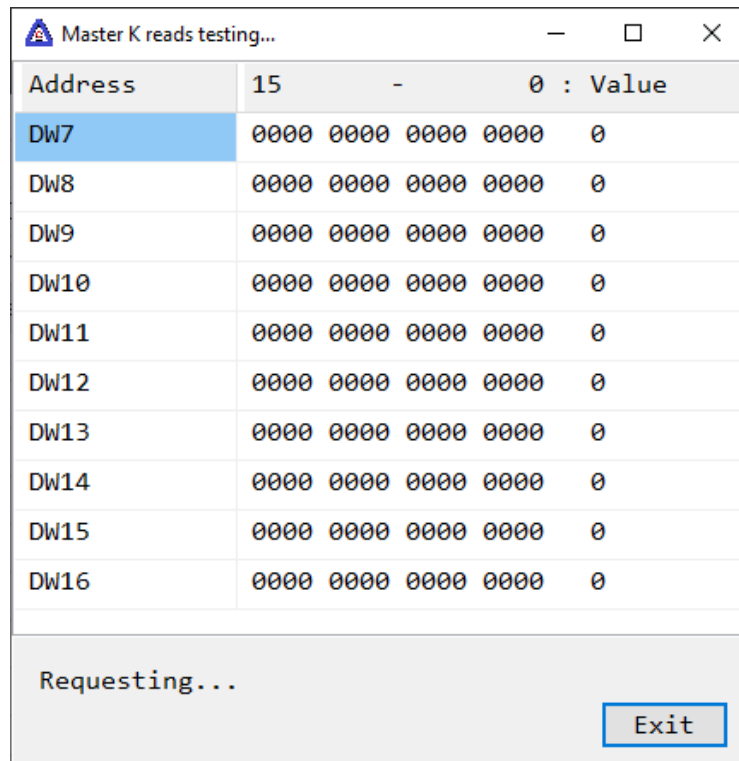 Master K reads testing...
Address 15 - 0 : Value
DW7 0000 0000 0000 0000 0
DW8 0000 0000 0000 0000 0
DW9 0000 0000 0000 0000 0
DW10 0000 0000 0000 0000 0
DW11 0000 0000 0000 0000 0
DW12 0000 0000 0000 0000 0
DW13 0000 0000 0000 0000 0
DW14 0000 0000 0000 0000 0
DW15 0000 0000 0000 0000 0
DW16 0000 0000 0000 0000 0
Requesting...
Exit